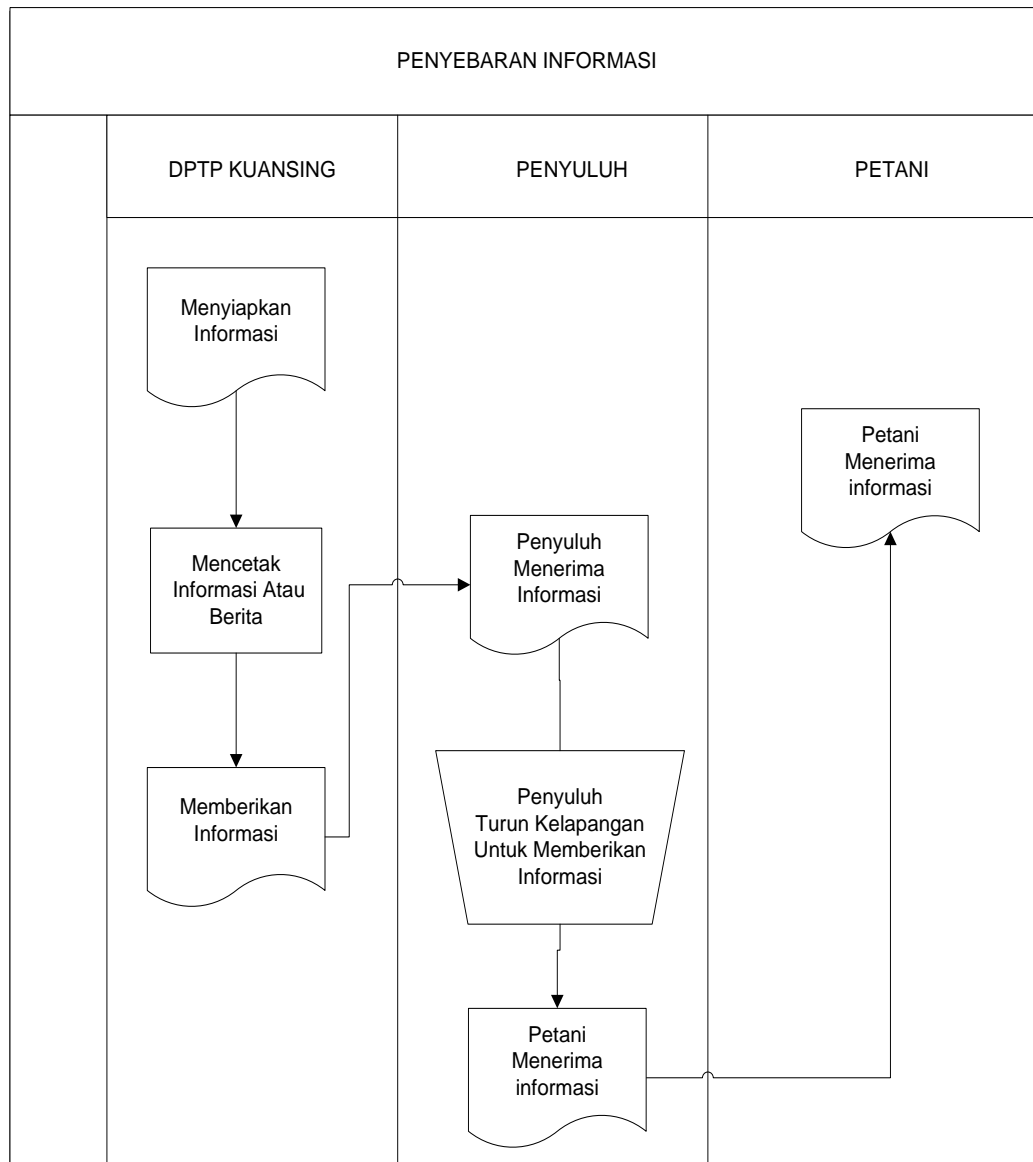 PENYEBARAN INFORMASI
DPTP KUANSING
PENYULUH
PETANI
Menyiapkan
Informasi
Mencetak
Informasi Atau
Berita
Memberikan
Informasi
Penyuluh
Menerima
Informasi
Penyuluh
Turun Kelapangan
Untuk Memberikan
Informasi
Petani
Menerima
informasi
Petani
Menerima
informasi